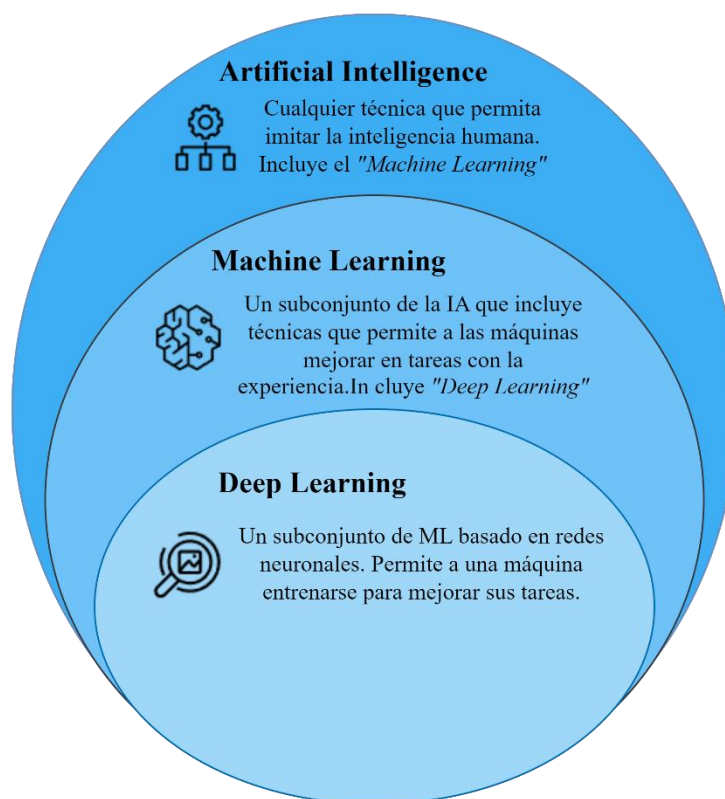 Artificial Intelligence
Cualquier técnica que permita
imitar la inteligencia humana.
Incluye el "Machine Learning"
Machine Learning
Un subconjunto de la IA que incluye
técnicas que permite a las máquinas
mejorar en tareas con la
experiencia.In cluye "Deep Learning"
Deep Learning
Un subconjunto de ML basado en redes
neuronales. Permite a una máquina
entrenarse para mejorar sus tareas.